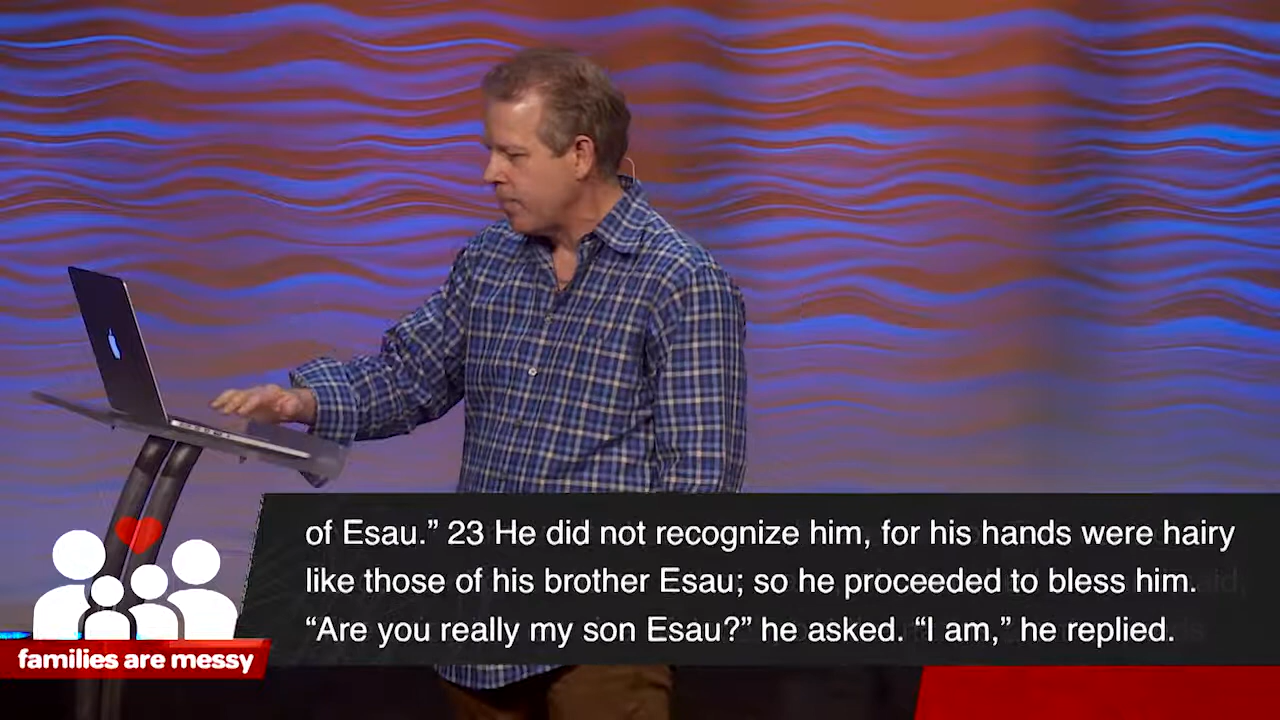 of Esau.” 23 He did not recognize him, for his hands were hairy
like those of his brother Esau; so he proceeded to bless him.
“Are you really my son Esau?” he asked. “I am,” he replied.
families are messy